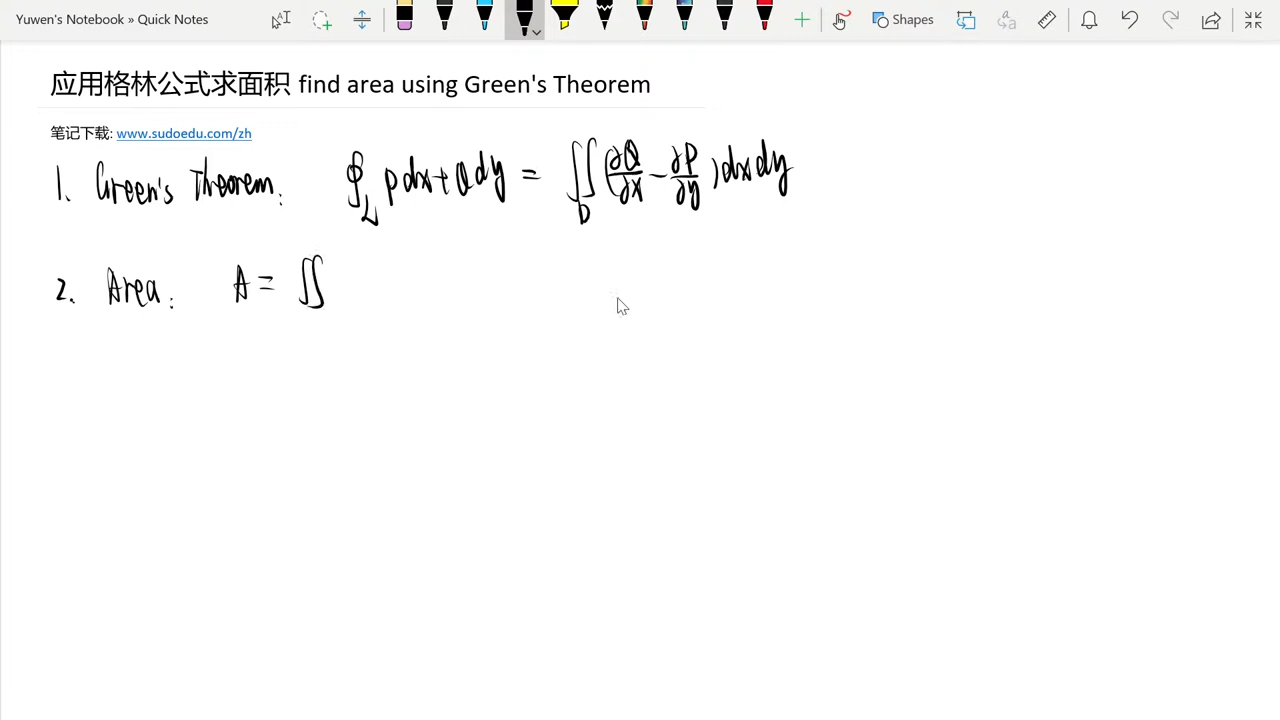 Yuwen's Notebook » Quick Notes
Shapes
应用格林公式求面积 find area using Green's Theorem
笔记下载: www.sudoedu.com/zh
1. Green's Theorem: ∮_L Pdx+Qdy = ∬_D (∂Q/∂x − ∂P/∂y) dxdy
2. Area: A = ∬